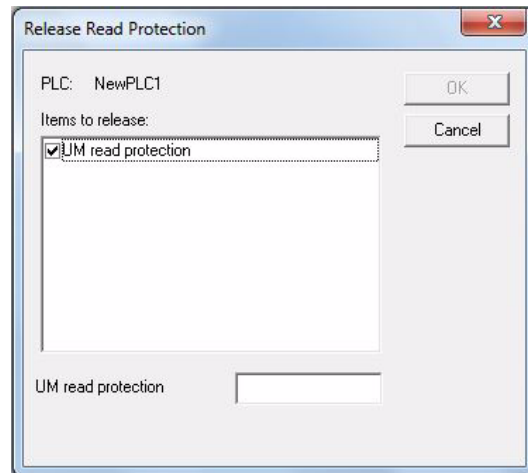 Release Read Protection
PLC: NewPLC1
OK
Items to release:
Cancel
UM read protection
UM read protection